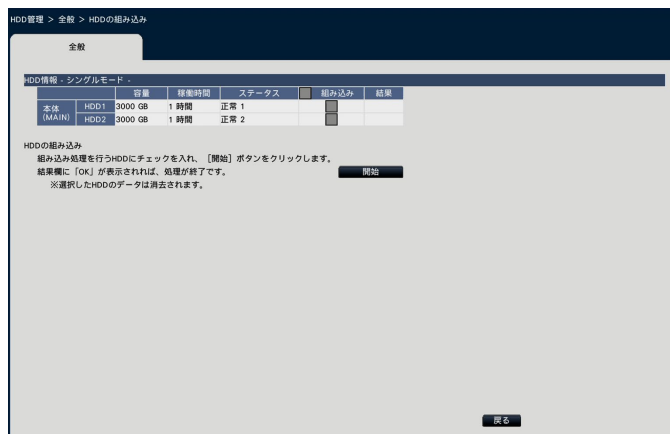 HDD管理 > 全般 > HDDの組み込み
全般
HDD情報 - シングルモード -
容量 稼働時間 ステータス 組み込み 結果
本体(MAIN) HDD1 3000 GB 1 時間 正常 1
HDD2 3000 GB 1 時間 正常 2
HDDの組み込み
組み込み処理を行うHDDにチェックを入れ、［開始］ボタンをクリックします。
結果欄に「OK」が表示されれば、処理が終了です。 開始
※選択したHDDのデータは消去されます。
戻る